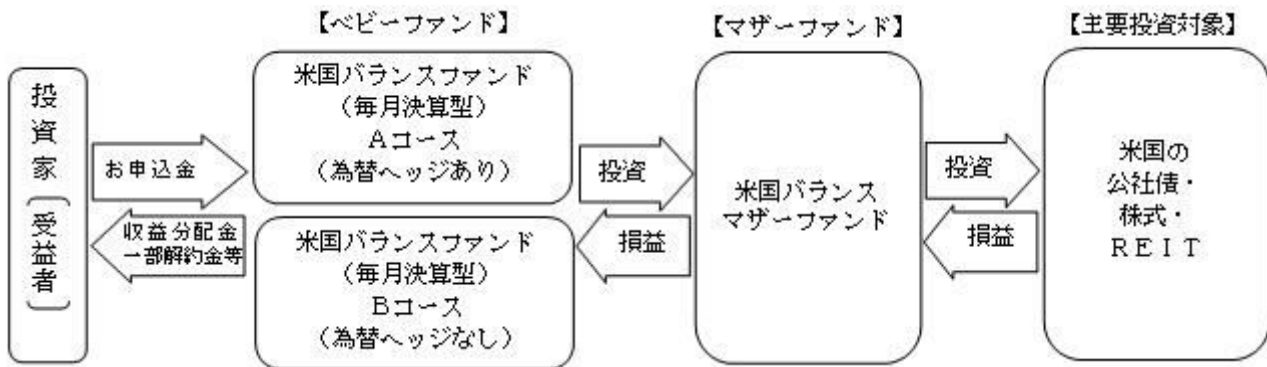 【ベビーファンド】
【マザーファンド】
【主要投資対象】
投資家
(受益者)
お申込金
収益分配金
一部解約金等
米国バランスファンド
(毎月決算型)
Aコース
(為替ヘッジあり)
米国バランスファンド
(毎月決算型)
Bコース
(為替ヘッジなし)
投資
損益
米国バランス
マザーファンド
投資
損益
米国の
公社債・
株式・
REIT